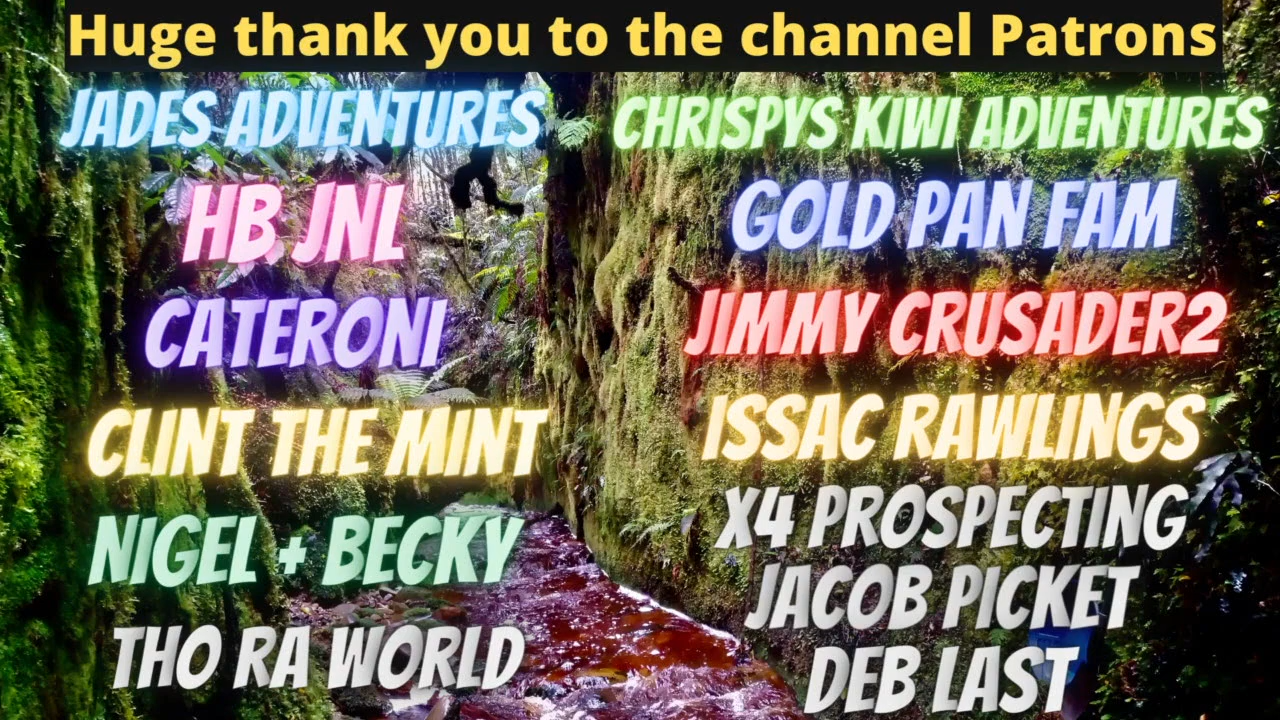 Huge thank you to the channel Patrons
JADES ADVENTURES
HB JNL
CATERONI
CLINT THE MINT
NIGEL + BECKY
THO RA WORLD
CHRISPYS KIWI ADVENTURES
GOLD PAN FAM
JIMMY CRUSADER2
ISSAC RAWLINGS
X4 PROSPECTING
JACOB PICKET
DEB LAST